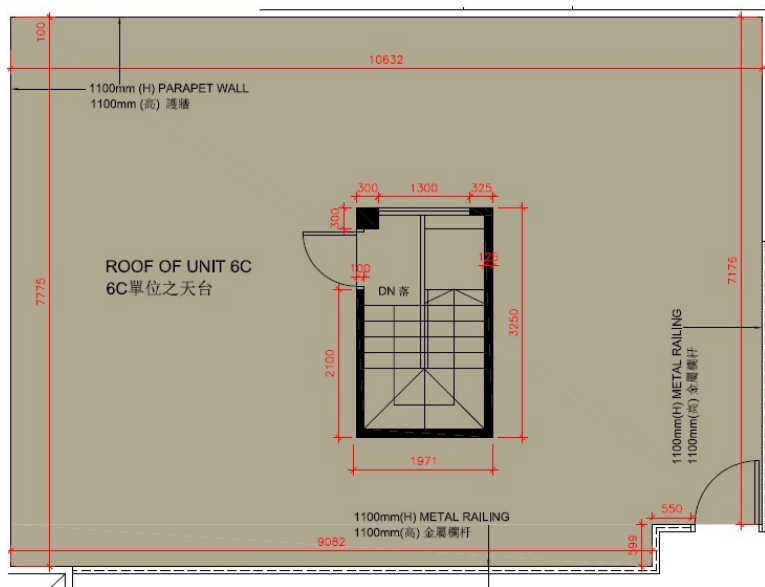 100
10632
1100mm (H) PARAPET WALL
1100mm (高) 護牆
300
1300
325
300
ROOF OF UNIT 6C
6C單位之天台
100
DN 落
7775
7176
3250
2100
1100mm(H) METAL RAILING
1100mm(高) 金屬欄杆
1971
1100mm(H) METAL RAILING
1100mm(高) 金屬欄杆
550
599
9082